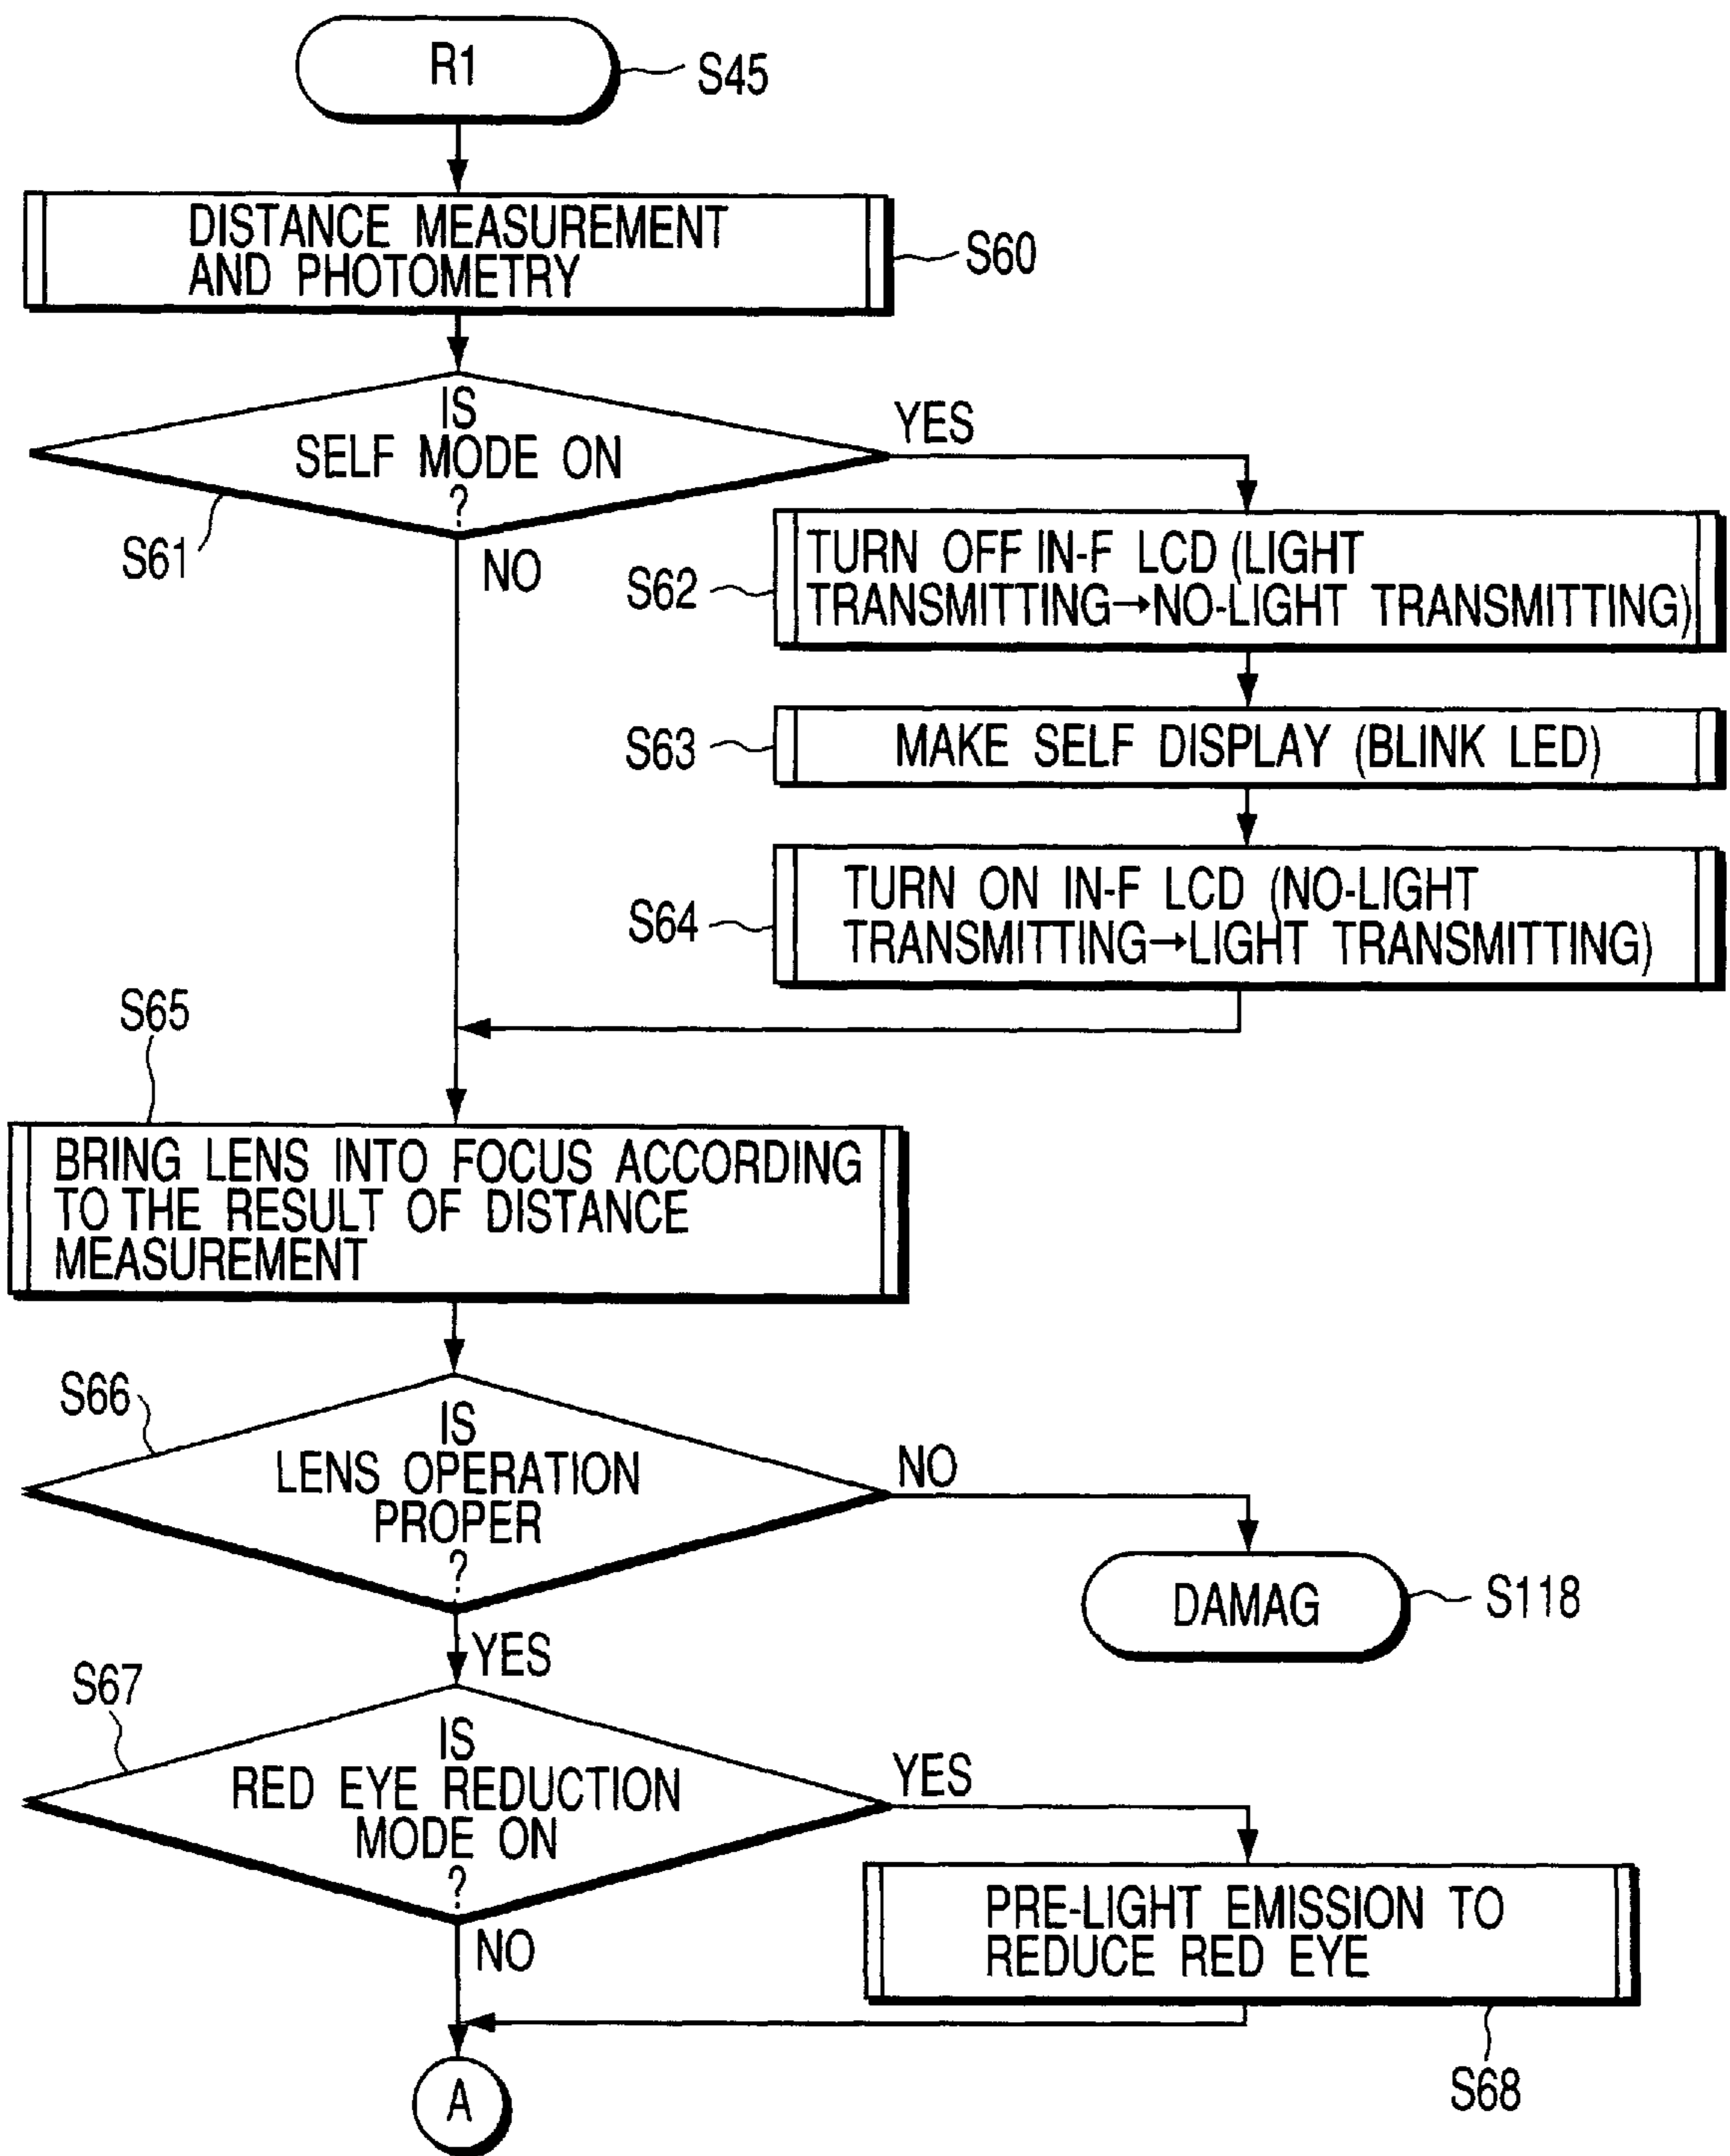 R1
S45
DISTANCE MEASUREMENT
AND PHOTOMETRY
S60
IS
SELF MODE ON
?
YES
S61
NO
TURN OFF IN-F LCD (LIGHT
TRANSMITTING→NO-LIGHT TRANSMITTING)
S62
S63
MAKE SELF DISPLAY (BLINK LED)
TURN ON IN-F LCD (NO-LIGHT
TRANSMITTING→LIGHT TRANSMITTING)
S64
S65
BRING LENS INTO FOCUS ACCORDING
TO THE RESULT OF DISTANCE
MEASUREMENT
S66
IS
LENS OPERATION
PROPER
?
NO
DAMAG
S118
YES
S67
IS
RED EYE REDUCTION
MODE ON
?
YES
NO
PRE-LIGHT EMISSION TO
REDUCE RED EYE
S68
A